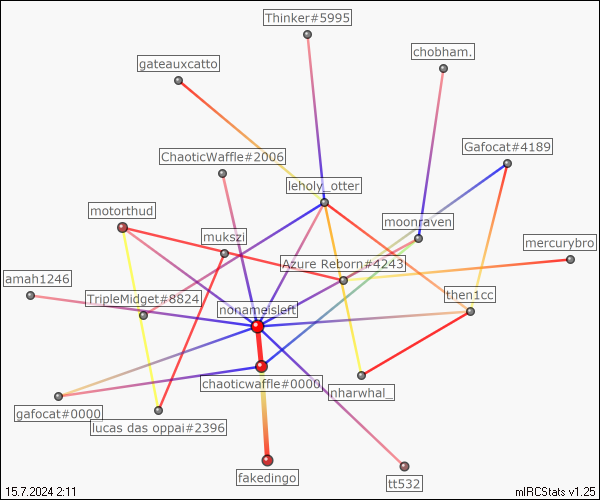 Thinker#5995
chobham.
gateauxcatto
Gafocat#4189
ChaoticWaffle#2006
leholy_otter
motorthud
moonraven
mukszi
mercurybro
Azure Reborn#4243
amah1246
TripleMidget#8824
then1cc
nonameisleft
chaoticwaffle#0000
nharwhal_
gafocat#0000
lucas das oppai#2396
fakedingo
tt532
15.7.2024 2:11
mIRCStats v1.25